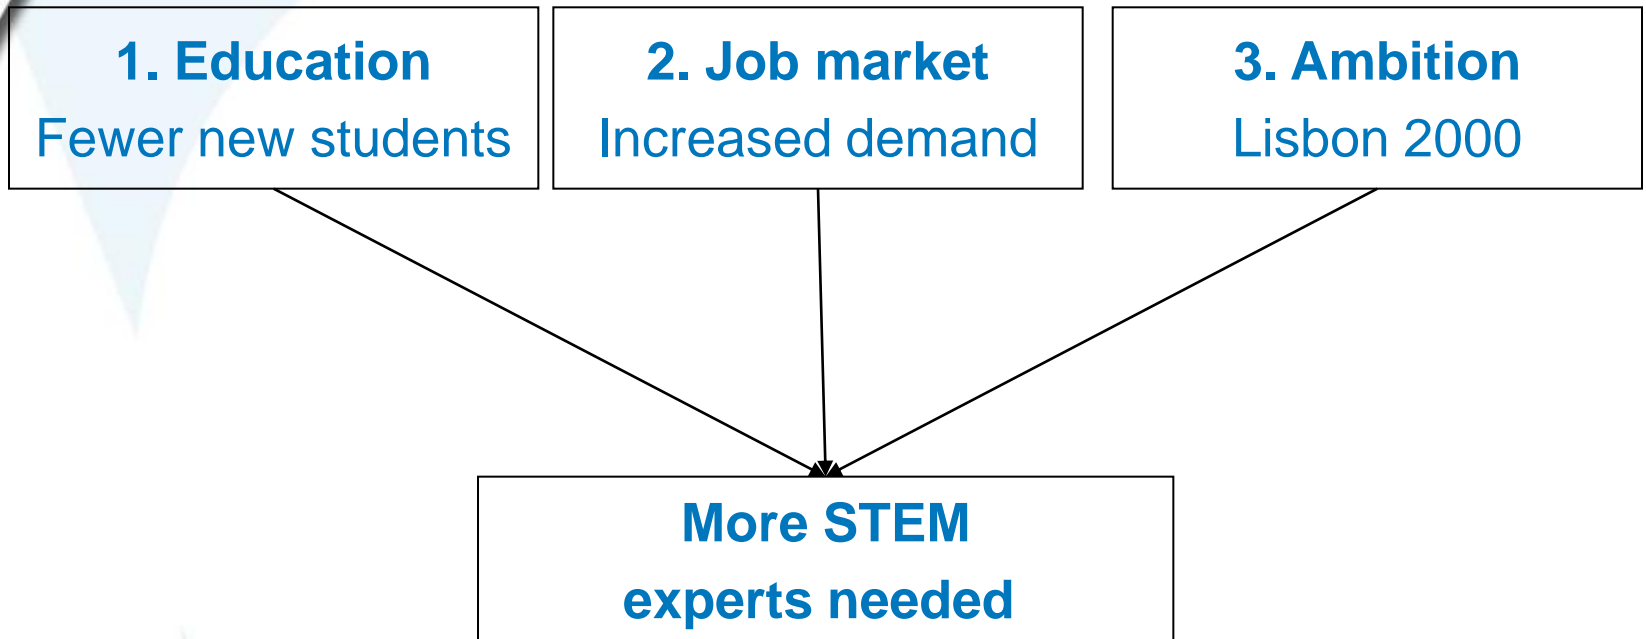 1. Education
Fewer new students
2. Job market
Increased demand
3. Ambition
Lisbon 2000
More STEM
experts needed